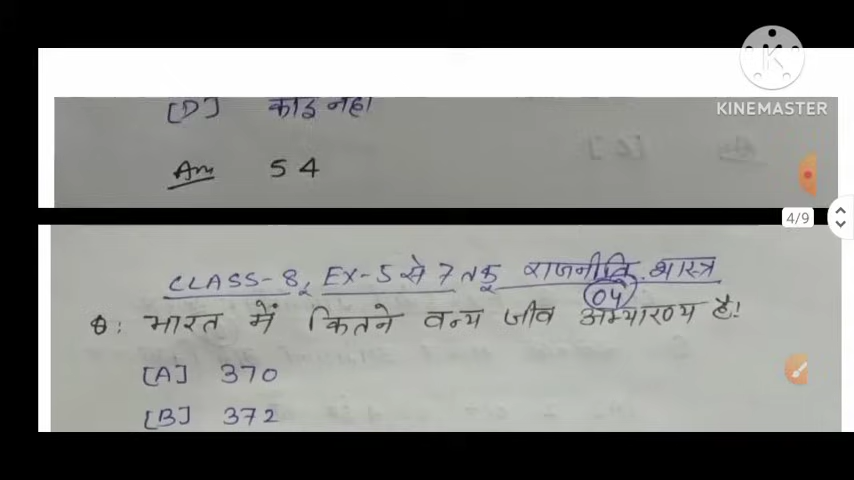 KINEMASTER
[D] कोई नहीं
Ans 54
4/9
CLASS-8, EX-5 से 7 तक राजनीति शास्त्र
04
Q: भारत में कितने वन्य जीव अभ्यारण्य है!
[A] 370
[B] 372